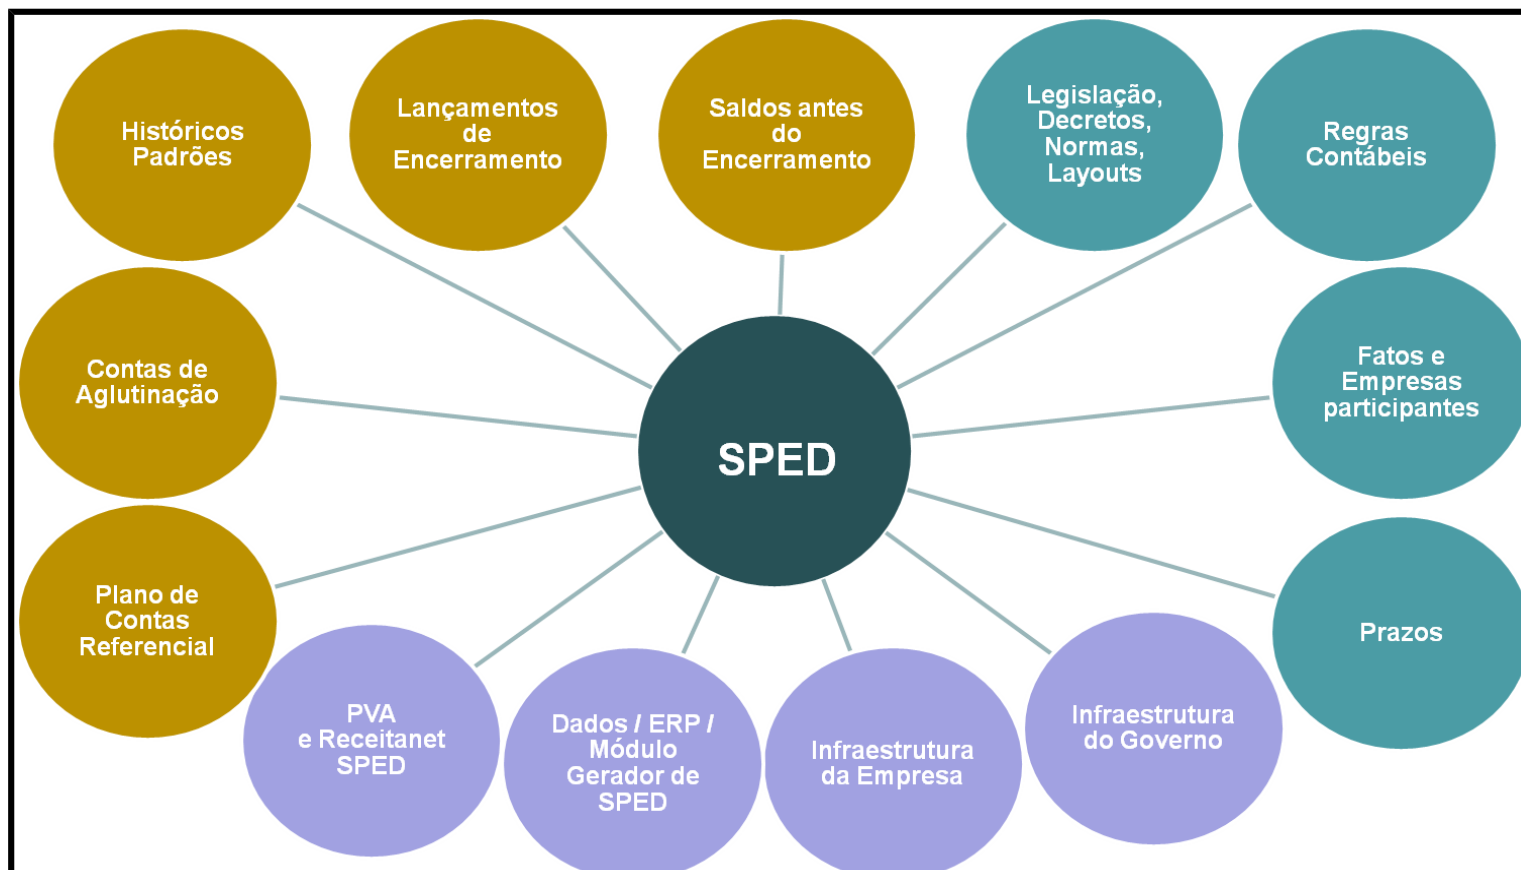 Históricos
Padrões
Lançamentos
de
Encerramento
Saldos antes
do
Encerramento
Legislação,
Decretos,
Normas,
Layouts
Regras
Contábeis
Contas de
Aglutinação
Fatos e
Empresas
participantes
SPED
Plano de
Contas
Referencial
Prazos
PVA
e Receitanet
SPED
Dados / ERP /
Módulo
Gerador de
SPED
Infraestrutura
da Empresa
Infraestrutura
do Governo